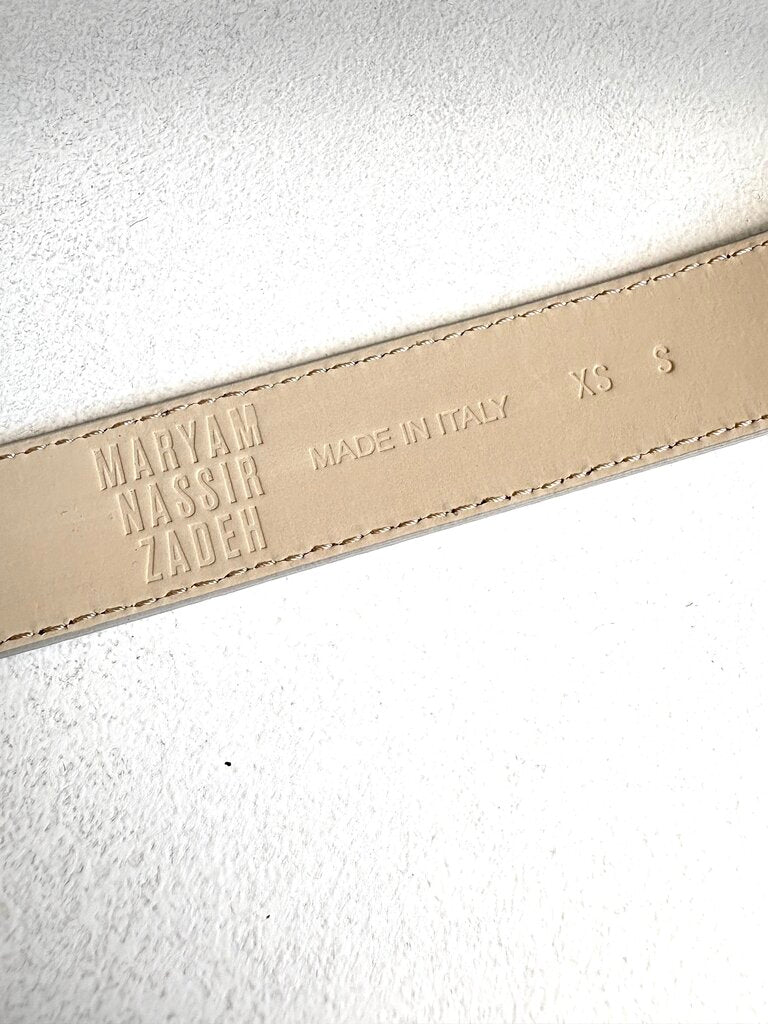 MARYAM
NASSIR
ZADEH
MADE IN ITALY
XS S